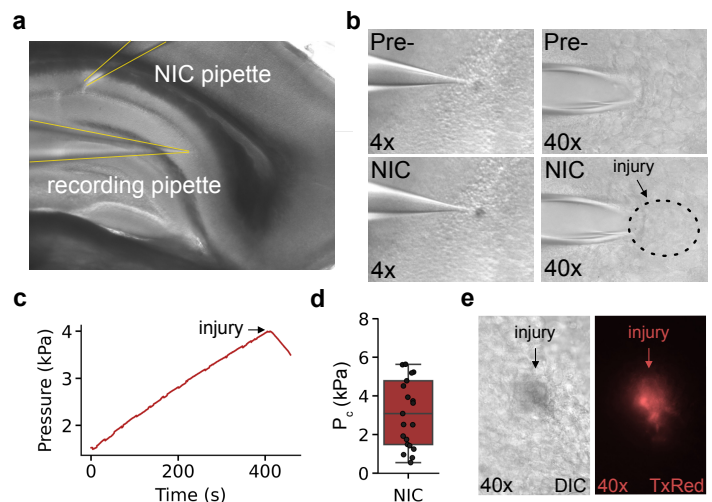 a
NIC pipette
recording pipette
b
Pre-
4x
Pre-
40x
NIC
4x
NIC
injury
40x
c
Pressure (kPa)
4
3
2
injury
0
200
400
Time (s)
d
P_c (kPa)
8
6
4
2
0
NIC
e
injury
40x
DIC
injury
40x
TxRed